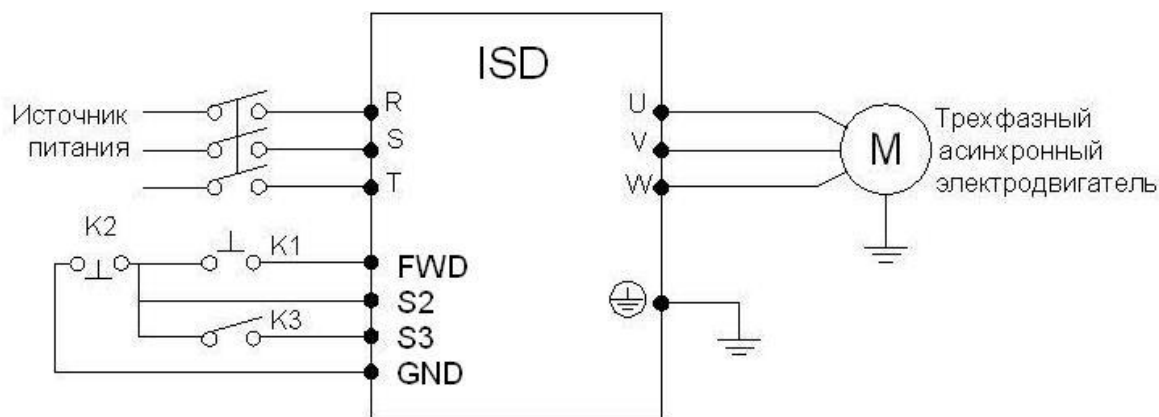 ISD
Источник
питания
R
S
T
U
V
W
M
Трехфазный
асинхронный
электродвигатель
K2
K1
K3
FWD
S2
S3
GND